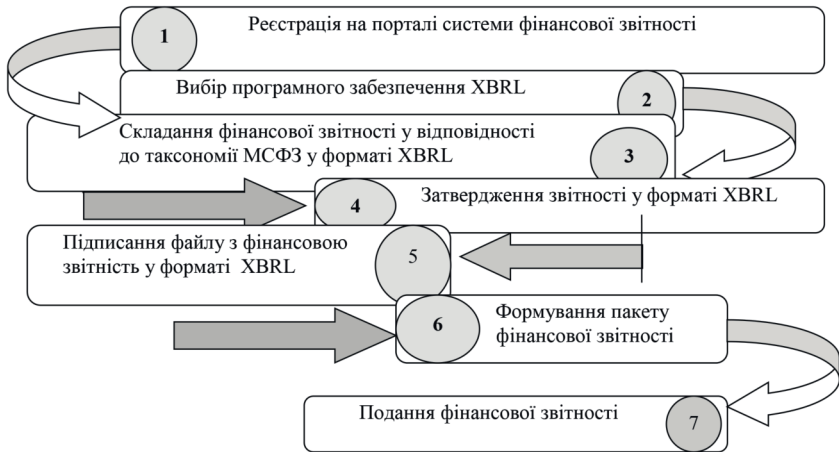 1
Реєстрація на порталі системи фінансової звітності
Вибір програмного забезпечення XBRL
2
Складання фінансової звітності у відповідності
до таксономії МСФЗ у форматі XBRL
3
4
Затвердження звітності у форматі XBRL
Підписання файлу з фінансовою
звітність у форматі XBRL
5
6
Формування пакету
фінансової звітності
Подання фінансової звітності
7